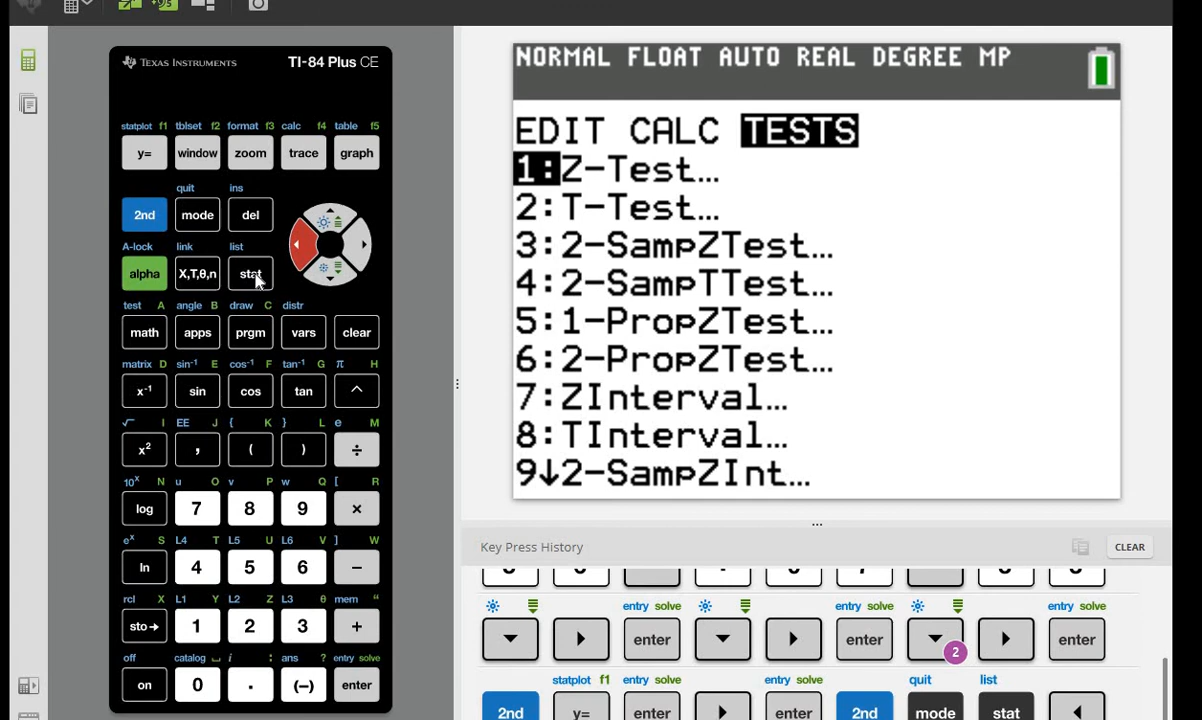 TEXAS INSTRUMENTS TI-84 Plus CE
statplot f1 tblset f2 format f3 calc f4 table f5
y= window zoom trace graph
quit ins
2nd mode del
A-lock link list
alpha X,T,θ,n stat
test A angle B draw C distr
math apps prgm vars clear
matrix D sin⁻¹ E cos⁻¹ F tan⁻¹ G π H
x⁻¹ sin cos tan ^
√ I EE J { K } L e M
x² , ( ) ÷
10ˣ N u O v P w Q [ R
log 7 8 9 ×
eˣ S L4 T L5 U L6 V ] W
ln 4 5 6 −
rcl X L1 Y L2 Z L3 θ mem “
sto→ 1 2 3 +
off catalog ⎵ i : ans ? entry solve
on 0 . (−) enter
NORMAL FLOAT AUTO REAL DEGREE MP
EDIT CALC TESTS
1:Z-Test…
2:T-Test…
3:2-SampZTest…
4:2-SampTTest…
5:1-PropZTest…
6:2-PropZTest…
7:ZInterval…
8:TInterval…
9↓2-SampZInt…
Key Press History CLEAR
entry solve entry solve entry solve
enter enter enter
2
statplot f1 entry solve entry solve quit list
2nd y= enter enter 2nd mode stat